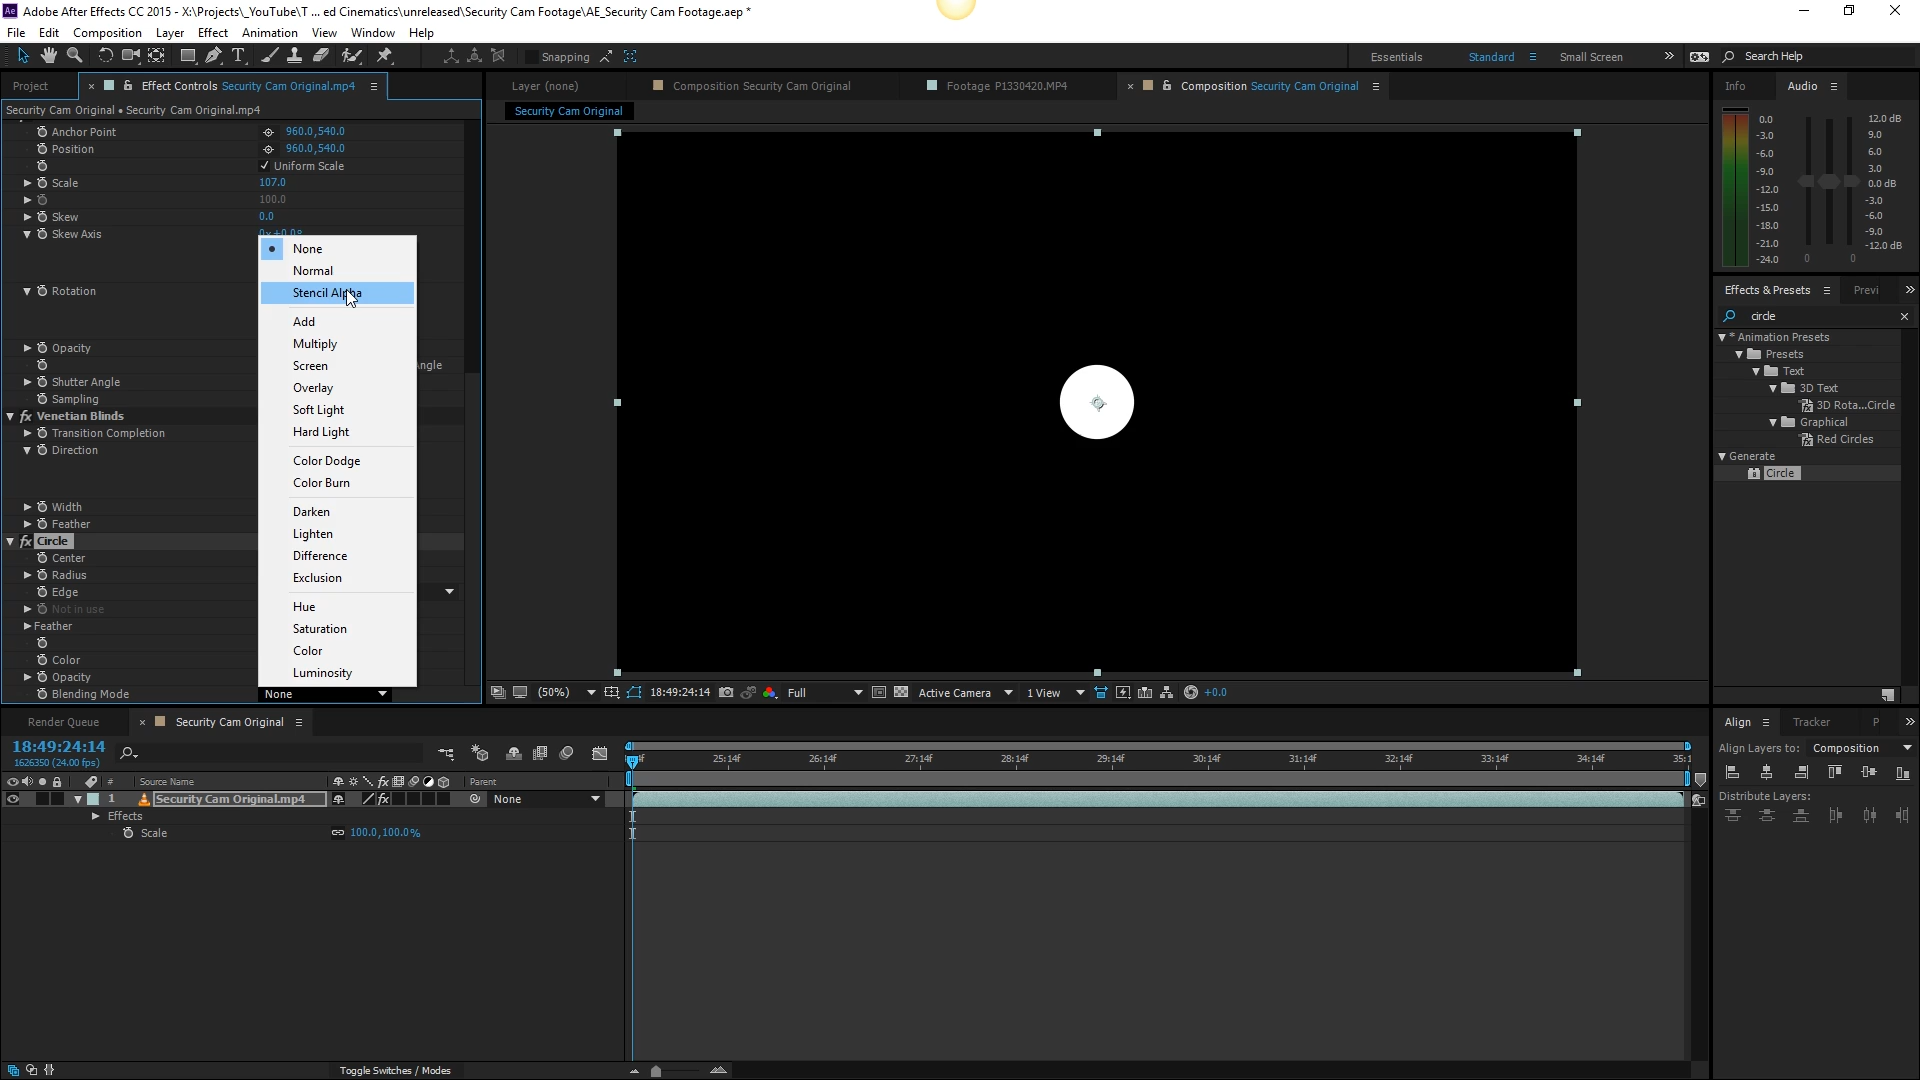 Adobe After Effects CC 2015 - X:\Projects\_YouTube\T ... ed Cinematics\unreleased\Security Cam Footage\AE_Security Cam Footage.aep *
File Edit Composition Layer Effect Animation View Window Help
Snapping
Essentials Standard Small Screen » Search Help
Project × Effect Controls Security Cam Original.mp4
Layer (none) Composition Security Cam Original Footage P1330420.MP4 × Composition Security Cam Original
Info Audio
Security Cam Original • Security Cam Original.mp4
Security Cam Original
Anchor Point 960.0,540.0
Position 960.0,540.0
Uniform Scale
Scale 107.0
100.0
Skew 0.0
Skew Axis 0x+0.0°
Rotation
Opacity
ngle
Shutter Angle
Sampling
fx Venetian Blinds
Transition Completion
Direction
Width
Feather
fx Circle
Center
Radius
Edge
Not in use
Feather
Color
Opacity
Blending Mode None
None
Normal
Stencil Alpha
Add
Multiply
Screen
Overlay
Soft Light
Hard Light
Color Dodge
Color Burn
Darken
Lighten
Difference
Exclusion
Hue
Saturation
Color
Luminosity
(50%) 18:49:24:14 Full Active Camera 1 View +0.0
0.0
-3.0
-6.0
-9.0
-12.0
-15.0
-18.0
-21.0
-24.0
12.0 dB
9.0
6.0
3.0
0.0 dB
-3.0
-6.0
-9.0
-12.0 dB
0 0
Effects & Presets Previ »
circle ×
* Animation Presets
Presets
Text
3D Text
3D Rota...Circle
Graphical
Red Circles
Generate
Circle
Render Queue × Security Cam Original
18:49:24:14
1626350 (24.00 fps)
# Source Name Parent
1 Security Cam Original.mp4 fx None
Effects
Scale 100.0,100.0%
25:14f 26:14f 27:14f 28:14f 29:14f 30:14f 31:14f 32:14f 33:14f 34:14f 35:1
Toggle Switches / Modes
Align Tracker P »
Align Layers to: Composition
Distribute Layers: